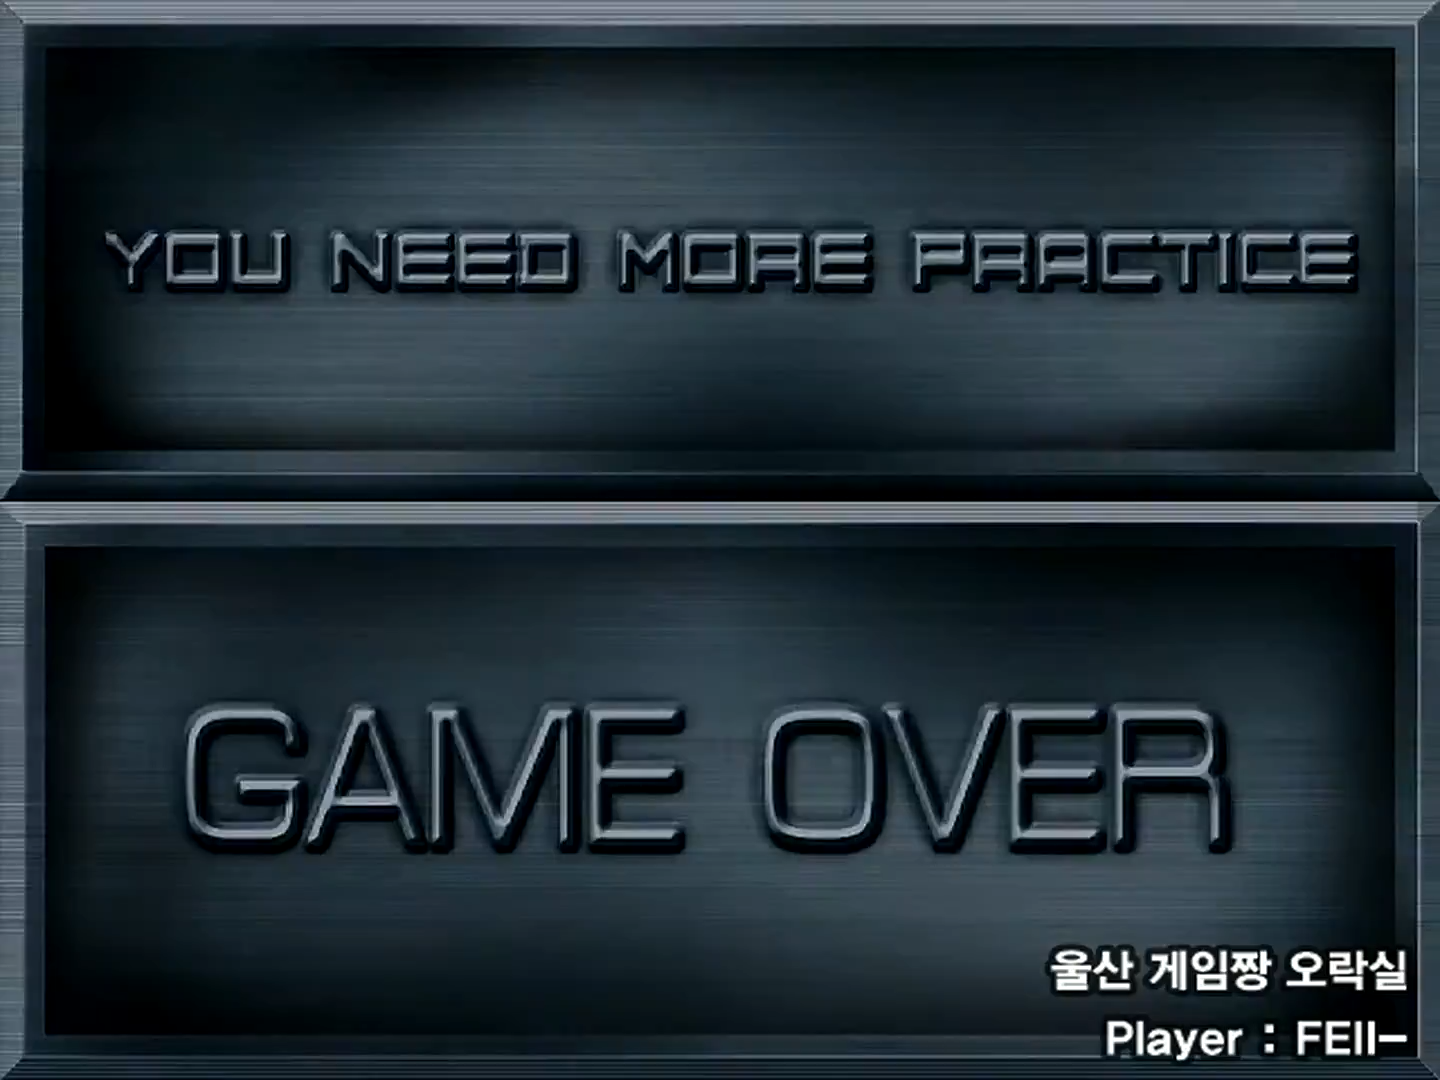 YOU NEED MORE PRACTICE
GAME OVER
울산 게임짱 오락실
Player : FEII-